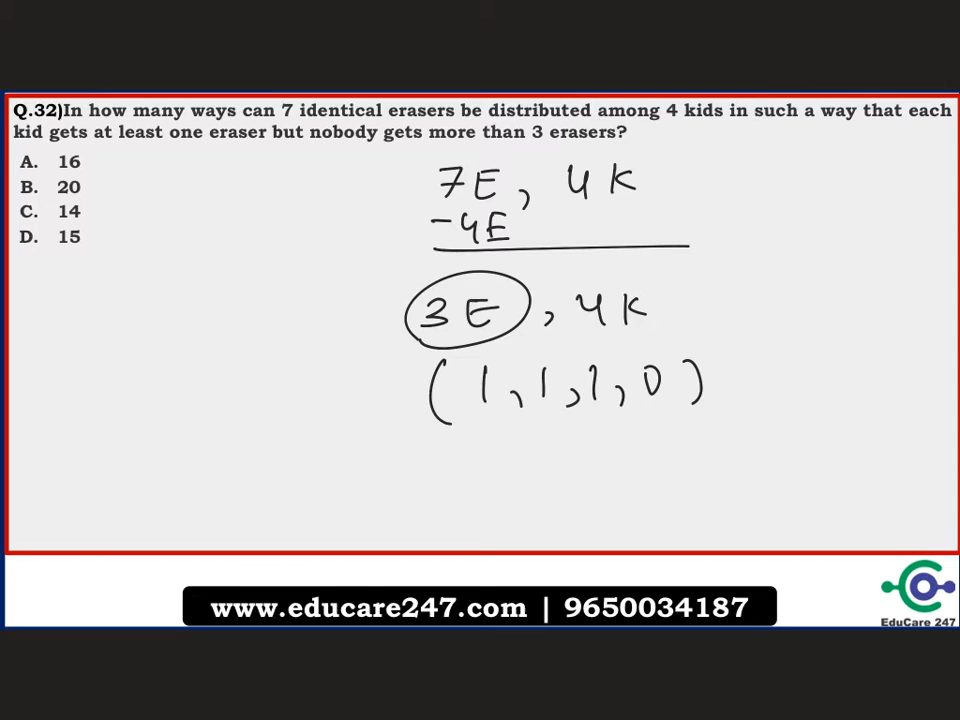 Q.32)In how many ways can 7 identical erasers be distributed among 4 kids in such a way that each
kid gets at least one eraser but nobody gets more than 3 erasers?
A. 16
B. 20
C. 14
D. 15
7E, 4K
-4E
3E, 4K
(1,1,1,0)
www.educare247.com | 9650034187
EduCare 247